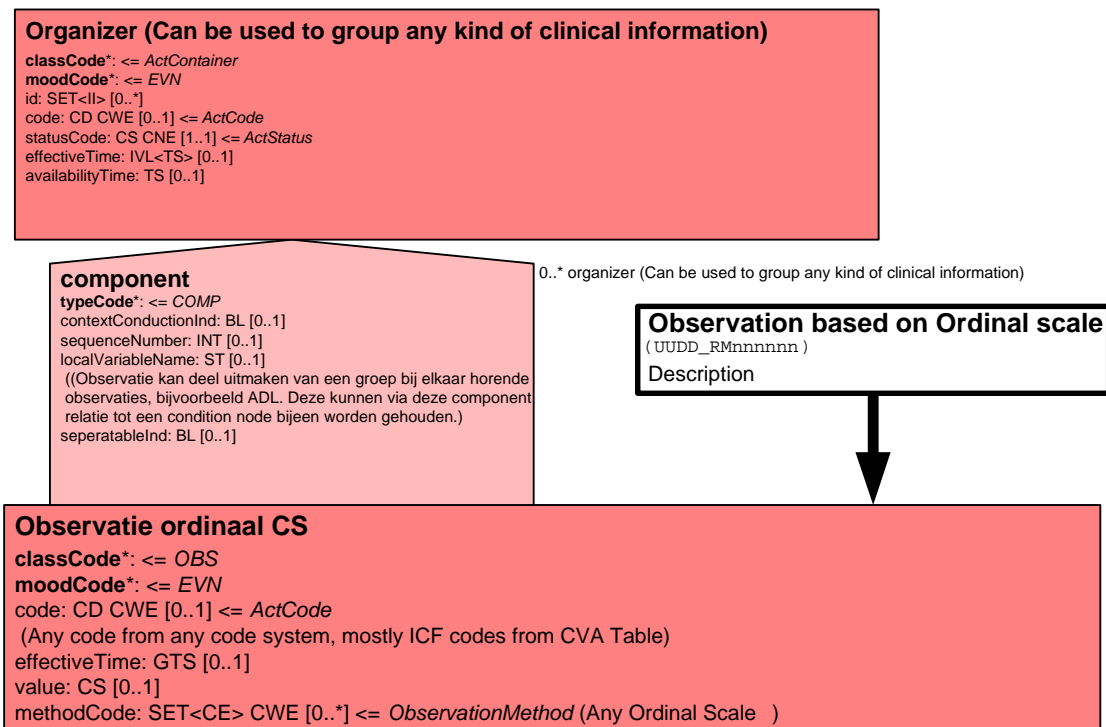 Organizer (Can be used to group any kind of clinical information)
classCode*: <= ActContainer
moodCode*: <= EVN
id: SET<II> [0..*]
code: CD CWE [0..1] <= ActCode
statusCode: CS CNE [1..1] <= ActStatus
effectiveTime: IVL<TS> [0..1]
availabilityTime: TS [0..1]
0..* organizer (Can be used to group any kind of clinical information)
component
typeCode*: <= COMP
contextConductionInd: BL [0..1]
sequenceNumber: INT [0..1]
localVariableName: ST [0..1]
((Observatie kan deel uitmaken van een groep bij elkaar horende
observaties, bijvoorbeeld ADL. Deze kunnen via deze component
relatie tot een condition node bijeen worden gehouden.)
seperatableInd: BL [0..1]
Observation based on Ordinal scale
(UUDD_RMnnnnnn)
Description
Observatie ordinaal CS
classCode*: <= OBS
moodCode*: <= EVN
code: CD CWE [0..1] <= ActCode
(Any code from any code system, mostly ICF codes from CVA Table)
effectiveTime: GTS [0..1]
value: CS [0..1]
methodCode: SET<CE> CWE [0..*] <= ObservationMethod (Any Ordinal Scale )